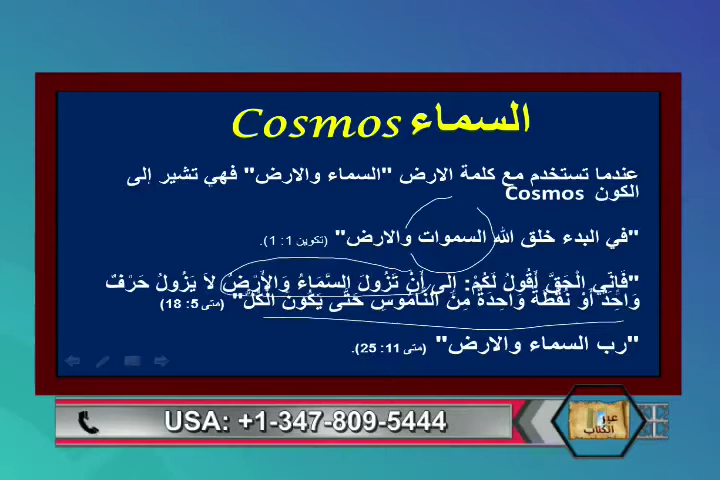 السماء Cosmos
عندما تستخدم مع كلمة الارض "السماء والارض" فهي تشير إلى
الكون Cosmos
"في البدء خلق الله السموات والارض" (تكوين 1: 1).
"فَإِنِّي الْحَقَّ أَقُولُ لَكُمْ: إِلَى أَنْ تَزُولَ السَّمَاءُ وَالأَرْضُ لاَ يَزُولُ حَرْفٌ
وَاحِدٌ أَوْ نُقْطَةٌ وَاحِدَةٌ مِنَ النَّامُوسِ حَتَّى يَكُونَ الْكُلُّ" (متى 5: 18)
"رب السماء والارض" (متى 11: 25).
USA: +1-347-809-5444
عبر
الكتاب